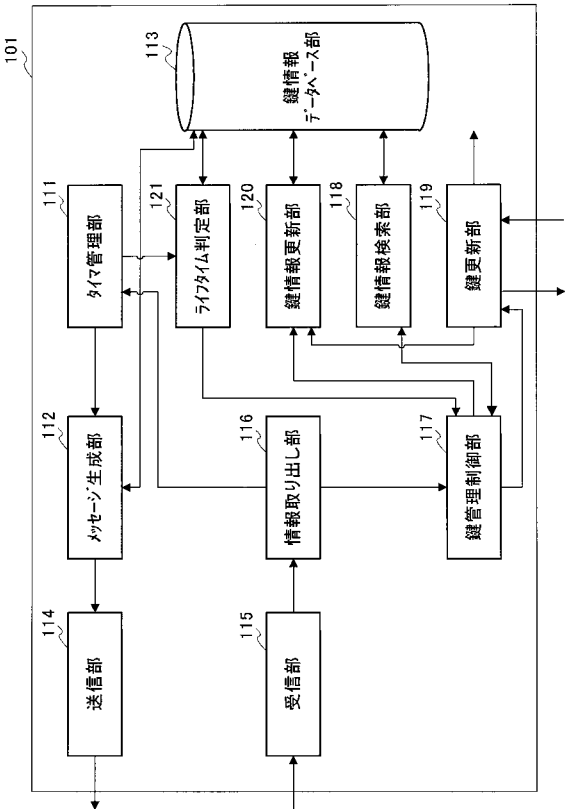 101
114
送信部
112
メッセージ生成部
111
タイマ管理部
113
鍵情報
データベース部
121
ライフタイム判定部
115
受信部
116
情報取り出し部
120
鍵情報更新部
118
鍵情報検索部
117
鍵管理制御部
119
鍵更新部